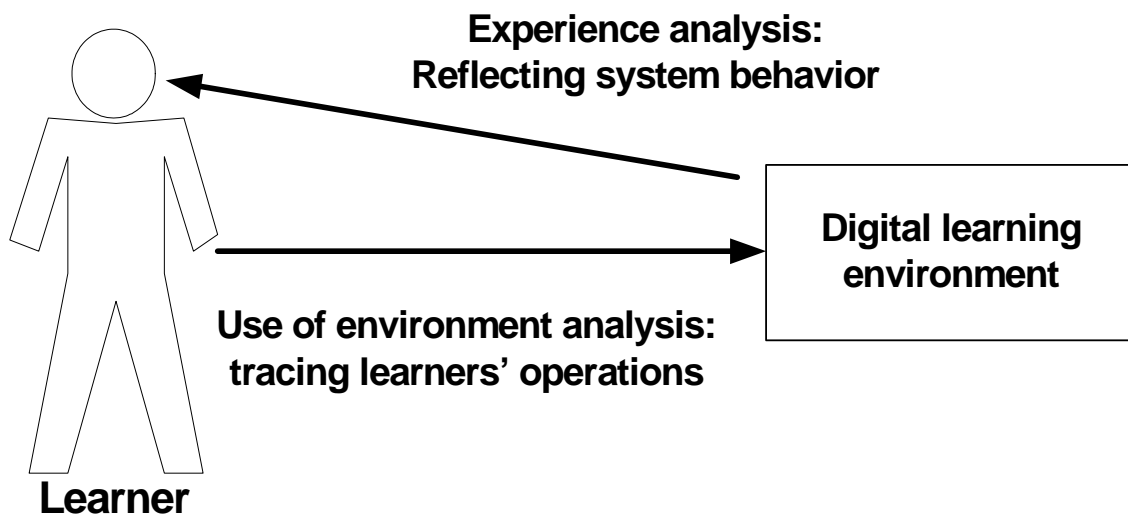 Experience analysis:
Reflecting system behavior
Digital learning
environment
Use of environment analysis:
tracing learners’ operations
Learner